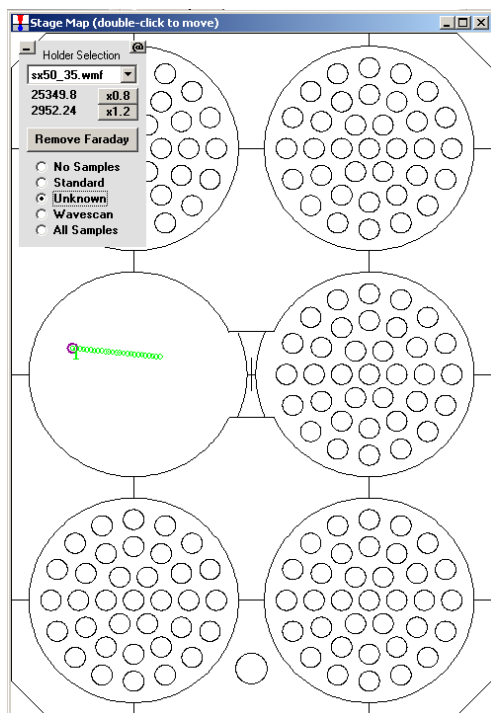 Stage Map (double-click to move)
Holder Selection
@
sx50_35.wmf
25349.8
x0.8
2952.24
x1.2
Remove Faraday
No Samples
Standard
Unknown
Wavescan
All Samples
1